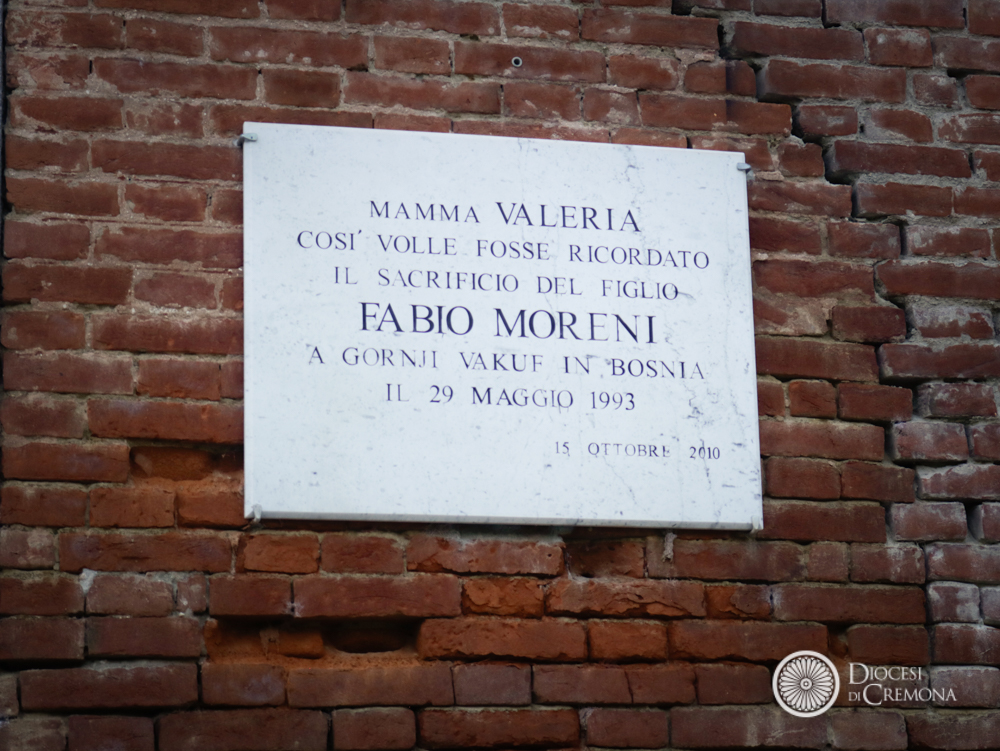 MAMMA VALERIA
COSI' VOLLE FOSSE RICORDATO
IL SACRIFICIO DEL FIGLIO
FABIO MORENI
A GORNJI VAKUF IN BOSNIA
IL 29 MAGGIO 1993
15 OTTOBRE 2010
DIOCESI
DI CREMONA